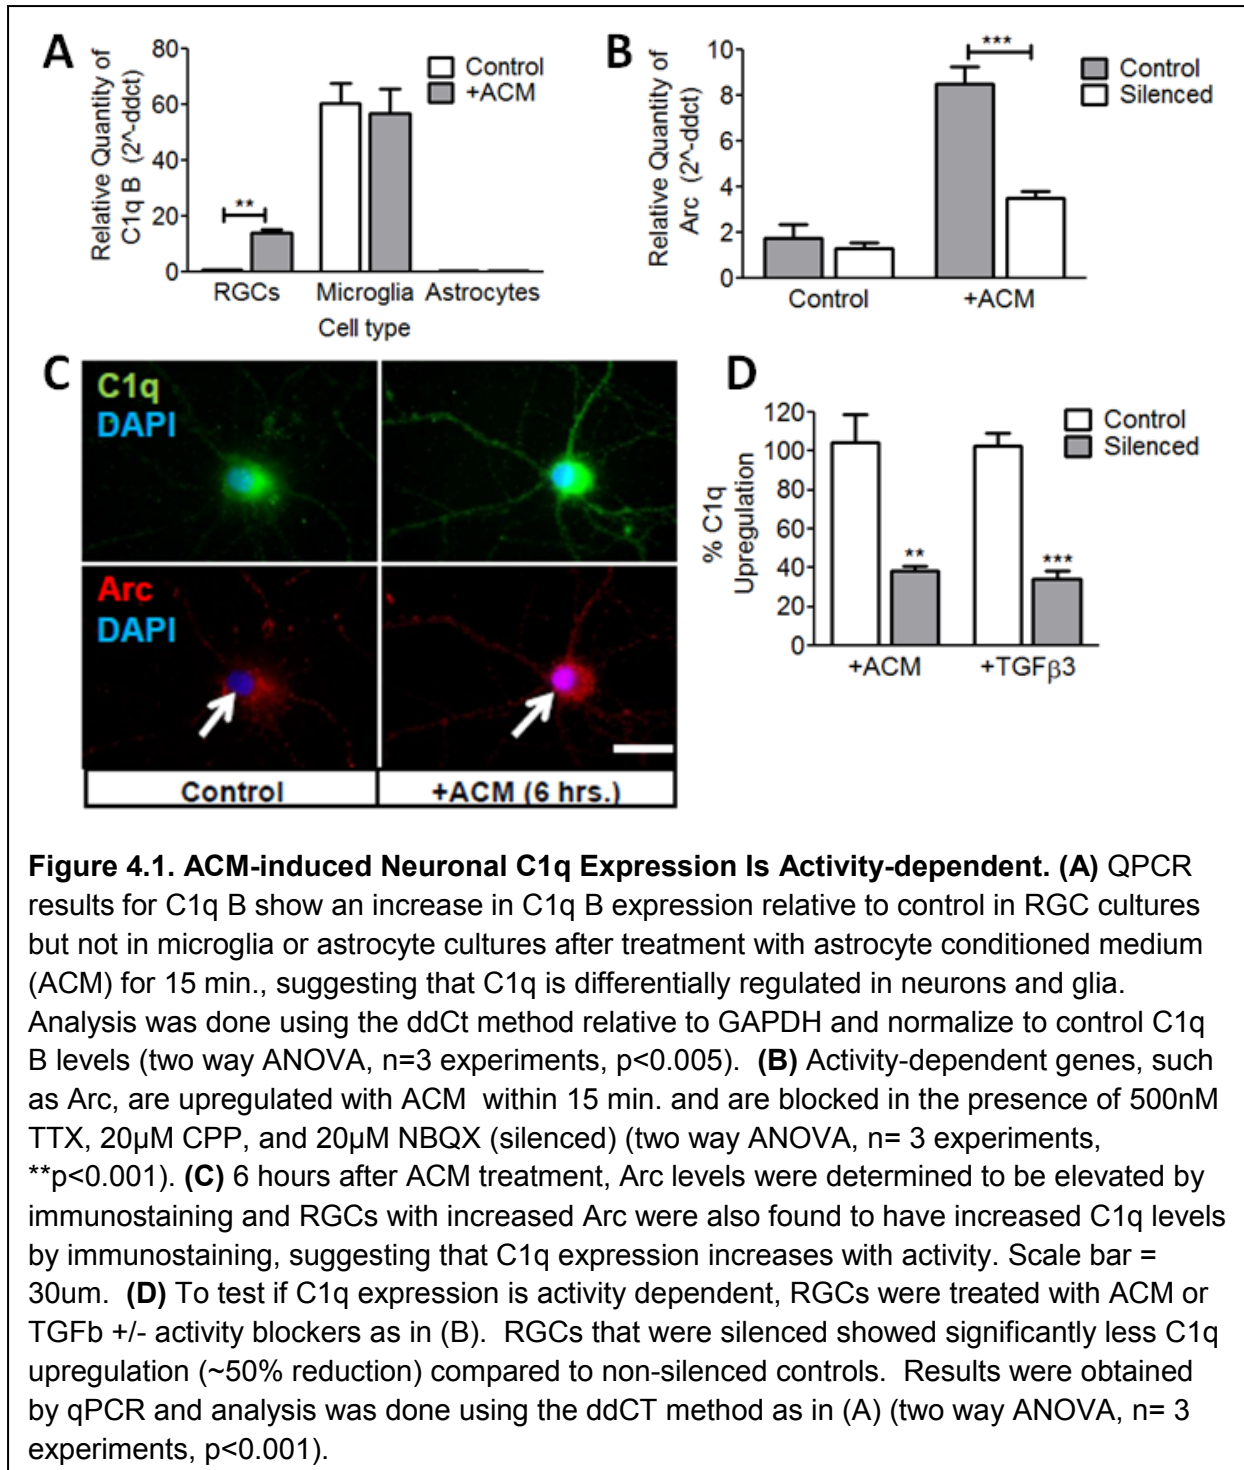 A
Relative Quantity of
C1q B (2^-ddct)
80
60
40
20
0
Control
+ACM
**
RGCs Microglia Astrocytes
Cell type
B
Relative Quantity of
Arc (2^-ddct)
10
8
6
4
2
0
***
Control
Silenced
Control +ACM
C
C1q
DAPI
Arc
DAPI
Control +ACM (6 hrs.)
D
% C1q
Upregulation
120
100
80
60
40
20
0
Control
Silenced
** ***
+ACM +TGFβ3
Figure 4.1. ACM-induced Neuronal C1q Expression Is Activity-dependent. (A) QPCR
results for C1q B show an increase in C1q B expression relative to control in RGC cultures
but not in microglia or astrocyte cultures after treatment with astrocyte conditioned medium
(ACM) for 15 min., suggesting that C1q is differentially regulated in neurons and glia.
Analysis was done using the ddCt method relative to GAPDH and normalize to control C1q
B levels (two way ANOVA, n=3 experiments, p<0.005). (B) Activity-dependent genes, such
as Arc, are upregulated with ACM within 15 min. and are blocked in the presence of 500nM
TTX, 20µM CPP, and 20µM NBQX (silenced) (two way ANOVA, n= 3 experiments,
**p<0.001). (C) 6 hours after ACM treatment, Arc levels were determined to be elevated by
immunostaining and RGCs with increased Arc were also found to have increased C1q levels
by immunostaining, suggesting that C1q expression increases with activity. Scale bar =
30um. (D) To test if C1q expression is activity dependent, RGCs were treated with ACM or
TGFb +/- activity blockers as in (B). RGCs that were silenced showed significantly less C1q
upregulation (~50% reduction) compared to non-silenced controls. Results were obtained
by qPCR and analysis was done using the ddCT method as in (A) (two way ANOVA, n= 3
experiments, p<0.001).